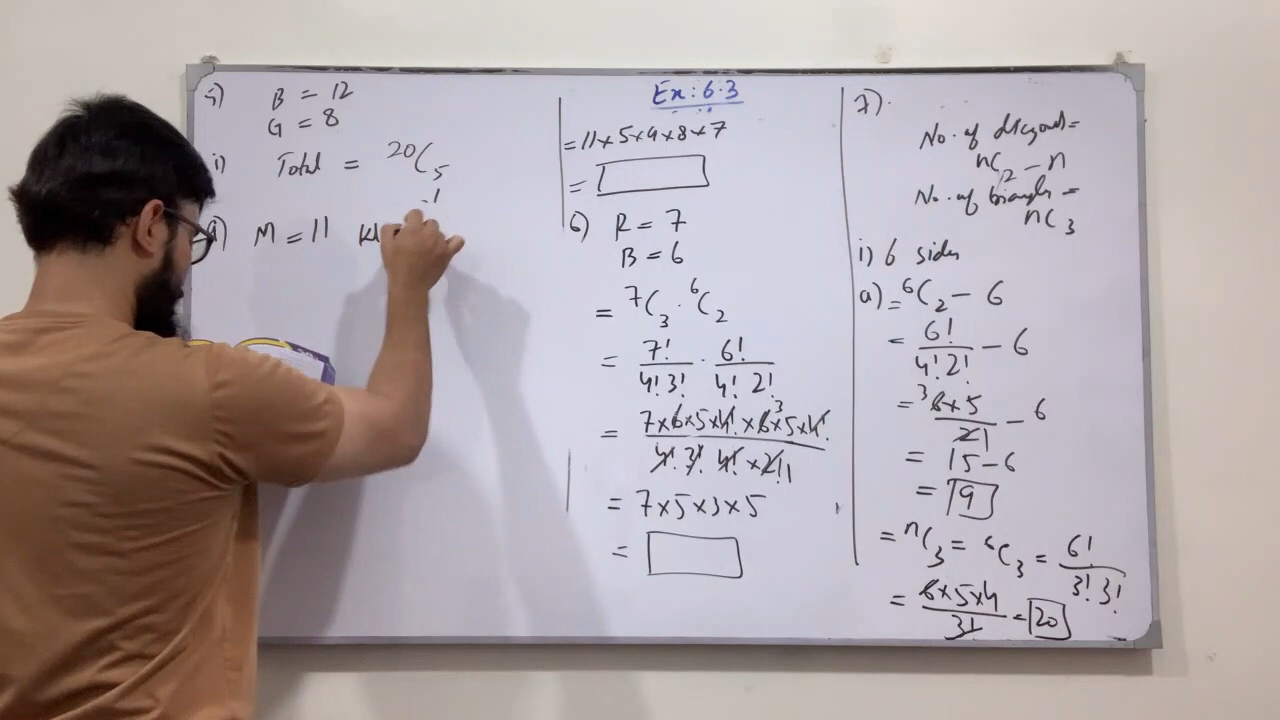 5) B = 12
G = 8
i) Total = 20C5
M = 11
Ex: 6.3
= 11×5×9×8×7
=
6) R = 7
B = 6
= 7C3 . 6C2
= 7!/4! 3! . 6!/4! 2!
= 7×6×5×4! × 6×5×4! / 4! 3! 4! × 2! 1
= 7×5×3×5
=
7).
No. of =
nC2 - n
No. of triangles =
nC3
i) 6 sides
a) = 6C2 - 6
= 6!/4! 2! - 6
= 3 6×5/2 1 - 6
= 15-6
= 9
= nC3 = 6C3 = 6!/3! 3!
= 6×5×4/3! = 20